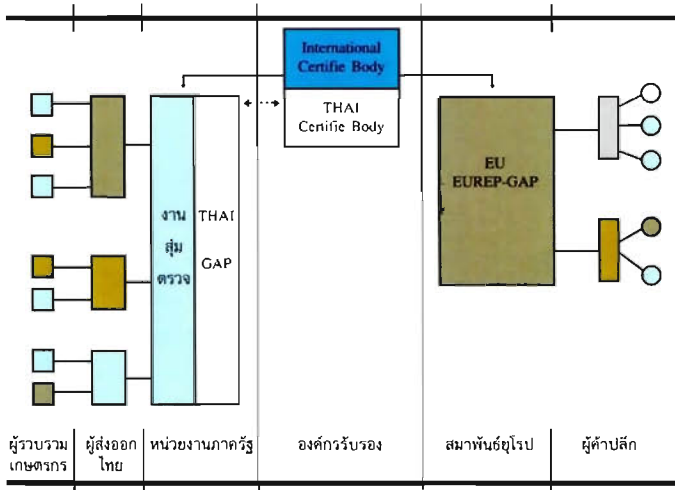 International
Certifie Body
THAI
Certifie Body
งาน
สุ่ม
ตรวจ
THAI
GAP
EU
EUREP-GAP
ผู้รวบรวม
เกษตรกร
ผู้ส่งออก
ไทย
หน่วยงานภาครัฐ
องค์กรรับรอง
สมาพันธ์ยุโรป
ผู้ค้าปลีก